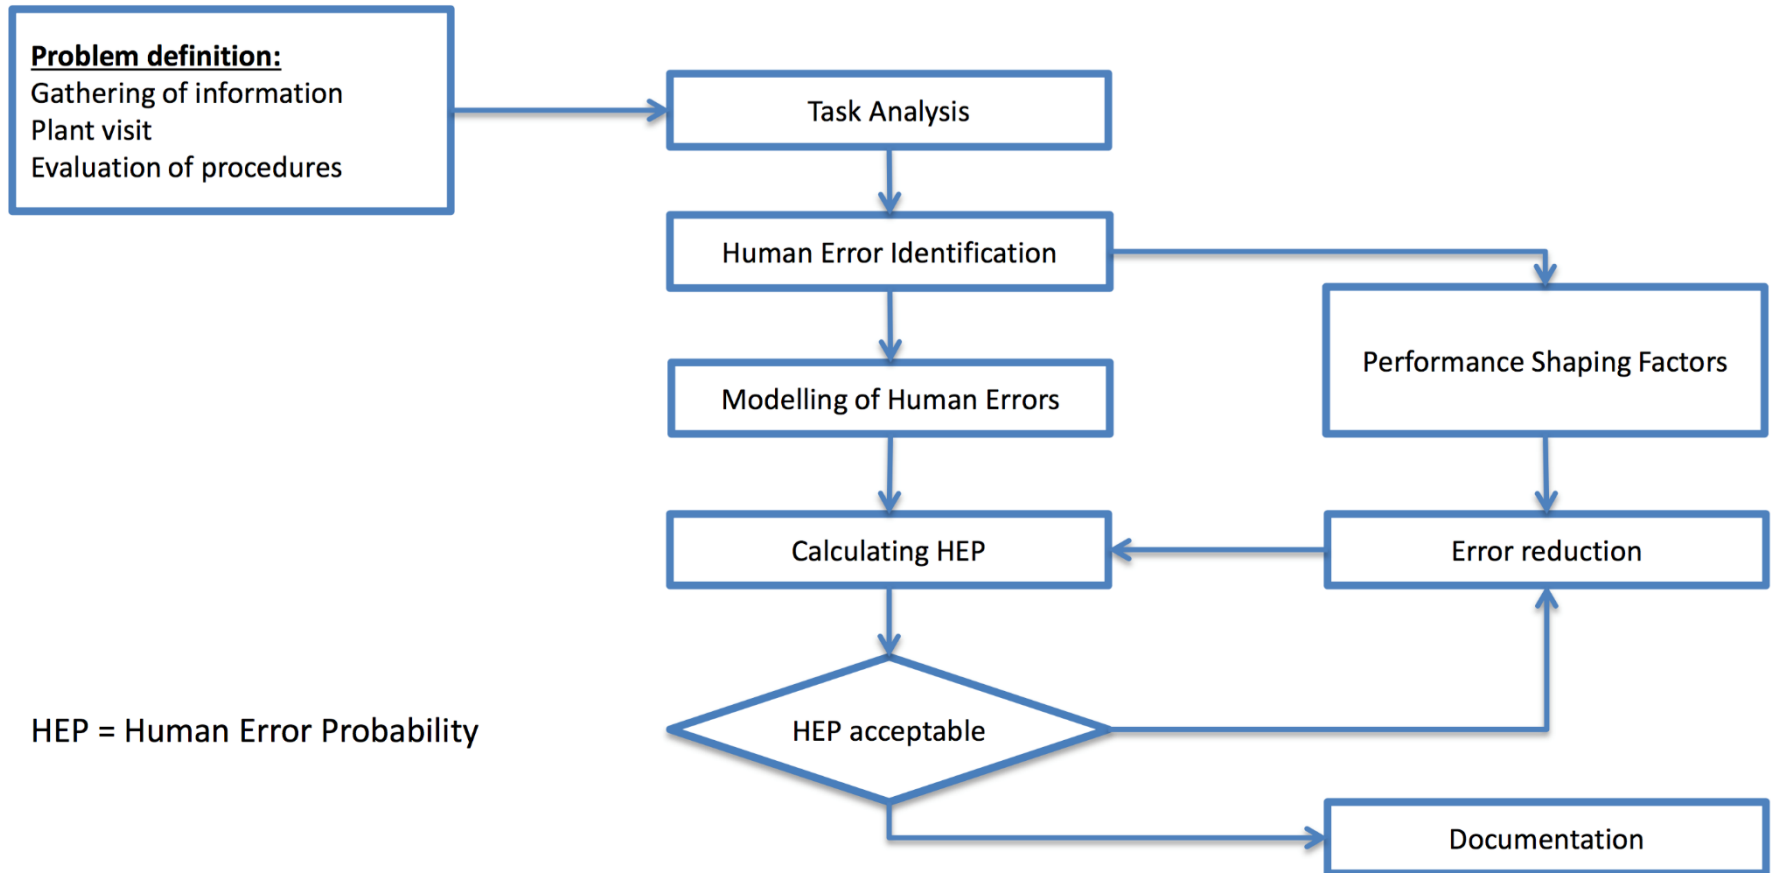 Problem definition:
Gathering of information
Plant visit
Evaluation of procedures
Task Analysis
Human Error Identification
Performance Shaping Factors
Modelling of Human Errors
Calculating HEP
Error reduction
HEP acceptable
HEP = Human Error Probability
Documentation